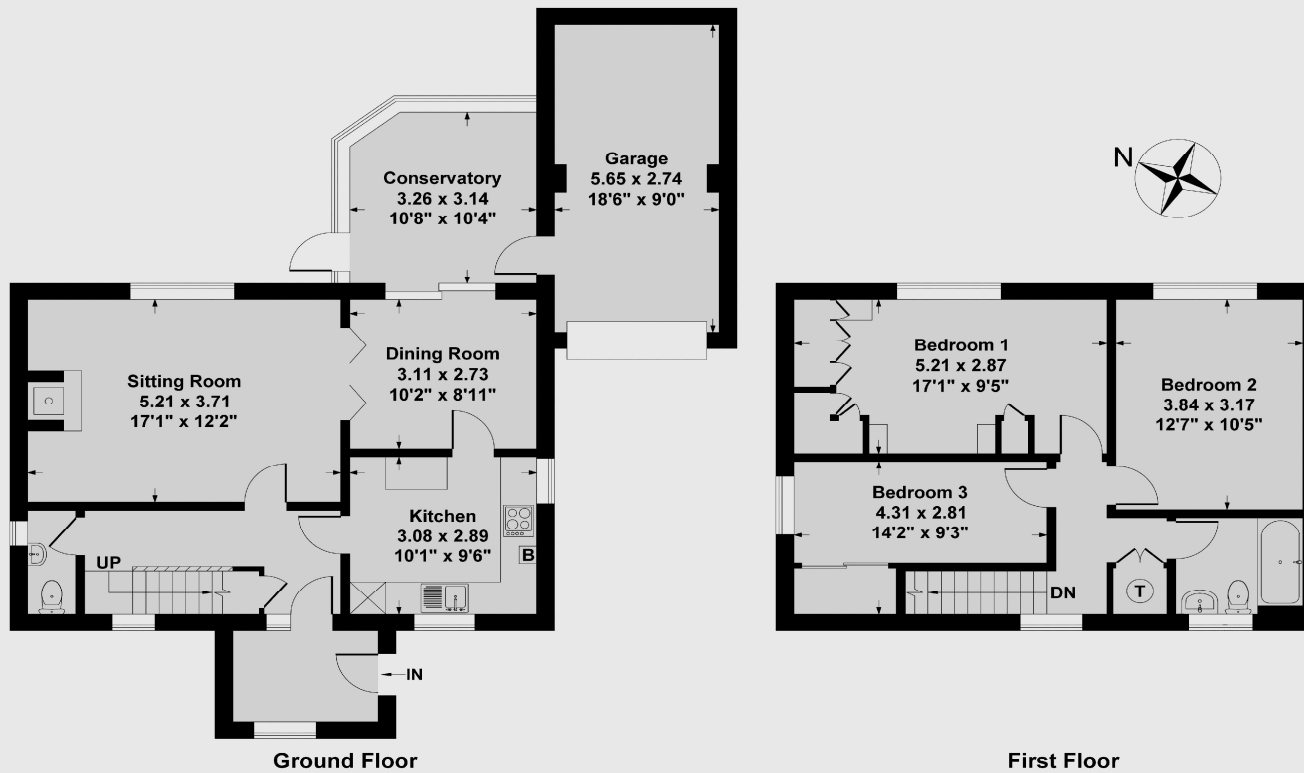 Garage
5.65 x 2.74
18'6" x 9'0"
Conservatory
3.26 x 3.14
10'8" x 10'4"
Sitting Room
5.21 x 3.71
17'1" x 12'2"
Dining Room
3.11 x 2.73
10'2" x 8'11"
Kitchen
3.08 x 2.89
10'1" x 9'6"
B
UP
IN
Ground Floor
N
Bedroom 1
5.21 x 2.87
17'1" x 9'5"
Bedroom 2
3.84 x 3.17
12'7" x 10'5"
Bedroom 3
4.31 x 2.81
14'2" x 9'3"
DN
T
First Floor